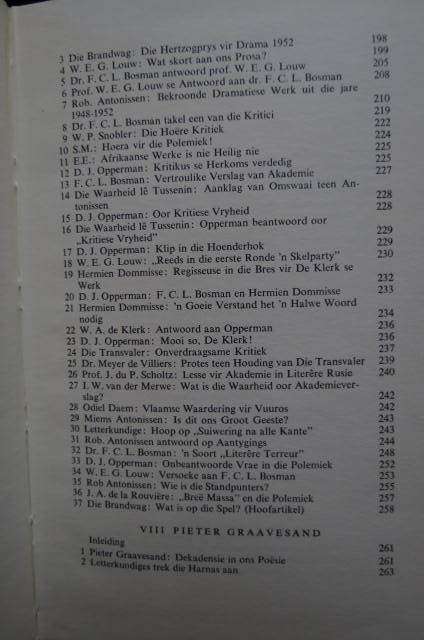 3 Die Brandwag: Die Hertzogprys vir Drama 1952 198
4 W. E. G. Louw: Wat skort aan ons Prosa? 199
5 Dr. F. C. L. Bosman antwoord prof. W. E. G. Louw 205
6 Prof. W. E. G. Louw se Antwoord aan dr. F. C. L. Bosman 208
7 Rob. Antonissen: Bekroonde Dramatiese Werk uit die jare
1948-1952 210
8 Dr. F. C. L. Bosman takel een van die Kritici 219
9 W. P. Snobler: Die Hoëre Kritiek 222
10 S.M.: Hoera vir die Polemiek! 224
11 E.E.: Afrikaanse Werke is nie Heilig nie 225
12 D. J. Opperman: Kritikus se Herkoms verdedig 225
13 F. C. L. Bosman: Vertroulike Verslag van Akademie 227
14 Die Waarheid lê Tussenin: Aanklag van Omswaai teen An-
tonissen 228
15 D. J. Opperman: Oor Kritiese Vryheid 228
16 Die Waarheid lê Tussenin: Opperman beantwoord oor
„Kritiese Vryheid” 229
17 D. J. Opperman: Klip in die Hoenderhok 229
18 W. E. G. Louw: „Reeds in die eerste Ronde 'n Skelparty” 230
19 Hermien Dommisse: Regisseuse in die Bres vir De Klerk se
Werk 232
20 D. J. Opperman: F. C. L. Bosman en Hermien Dommisse 233
21 Hermien Dommisse: 'n Goeie Verstand het 'n Halwe Woord
nodig 234
22 W. A. de Klerk: Antwoord aan Opperman 236
23 D. J. Opperman: Mooi so, De Klerk! 236
24 Die Transvaler: Onverdraagsame Kritiek 237
25 Dr. Meyer de Villiers: Protes teen Houding van Die Transvaler 239
26 Prof. J. du P. Scholtz: Lesse vir Akademie in Literêre Rusie 240
27 I. W. van der Merwe: Wat is die Waarheid oor Akademiever-
slag? 242
28 Odiel Daem: Vlaamse Waardering vir Vuuros 242
29 Miems Antonissen: Is dit ons Groot Geeste? 243
30 Letterkundige: Hoop op „Suiwering na alle Kante” 243
31 Rob. Antonissen antwoord op Aantygings 244
32 Dr. F. C. L. Bosman: 'n Soort „Literêre Terreur” 248
33 D. J. Opperman: Onbeantwoorde Vrae in die Polemiek 252
34 W. E. G. Louw: Versoeke aan F. C. L. Bosman 253
35 Rob Antonissen: Wie is die Standpunters? 255
36 J. A. de la Rouvière: „Breë Massa” en die Polemiek 257
37 Die Brandwag: Wat is op die Spel? (Hoofartikel) 258
VIII PIETER GRAAVESAND
Inleiding 261
1 Pieter Graavesand: Dekadensie in ons Poësie 261
2 Letterkundiges trek die Harnas aan 263